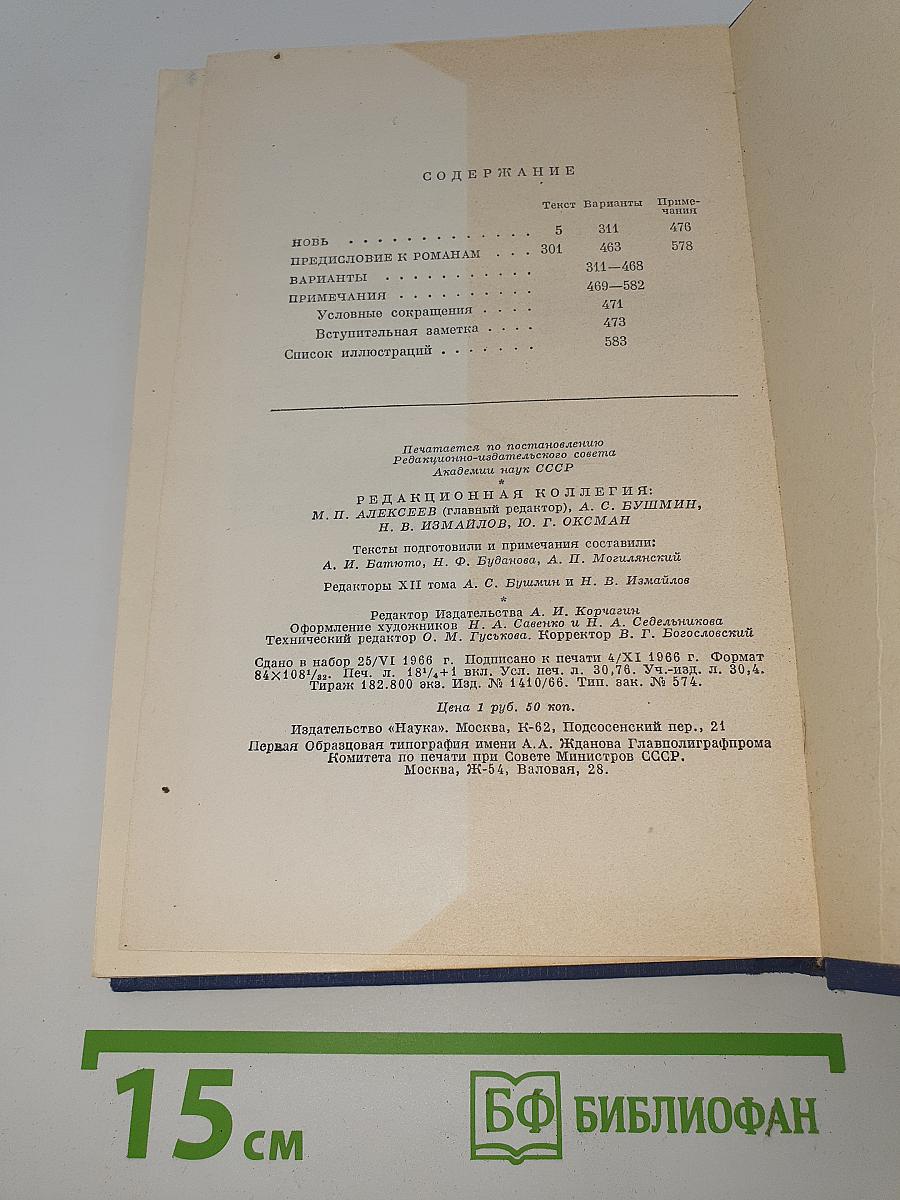 СОДЕРЖАНИЕ
Текст Варианты Приме-
чания
НОВЬ . . . . . . . . . . . . . 5 311 476
ПРЕДИСЛОВИЕ К РОМАНАМ . . . 301 463 578
ВАРИАНТЫ . . . . . . . . . . . 311—468
ПРИМЕЧАНИЯ . . . . . . . . . . 469—582
Условные сокращения . . . . 471
Вступительная заметка . . . . 473
Список иллюстраций . . . . . . . 583
Печатается по постановлению
Редакционно-издательского совета
Академии наук СССР
*
РЕДАКЦИОННАЯ КОЛЛЕГИЯ:
М. П. АЛЕКСЕЕВ (главный редактор), А. С. БУШМИН,
Н. В. ИЗМАЙЛОВ, Ю. Г. ОКСМАН
Тексты подготовили и примечания составили:
А. И. Батюто, Н. Ф. Буданова, А. П. Могилянский
Редакторы XII тома А. С. Бушмин и Н. В. Измайлов
*
Редактор Издательства А. И. Корчагин
Оформление художников Н. А. Савенко и Н. А. Седельникова
Технический редактор О. М. Гуськова. Корректор В. Г. Богословский
Сдано в набор 25/VI 1966 г. Подписано к печати 4/XI 1966 г. Формат
84×108¹/₃₂. Печ. л. 18¹/₄+1 вкл. Усл. печ. л. 30,76. Уч.-изд. л. 30,4.
Тираж 182.800 экз. Изд. № 1410/66. Тип. зак. № 574.
Цена 1 руб. 50 коп.
Издательство «Наука». Москва, К-62, Подсосенский пер., 21
Первая Образцовая типография имени А.А. Жданова Главполиграфпрома
Комитета по печати при Совете Министров СССР.
Москва, Ж-54, Валовая, 28.
15 см
БФ БИБЛИОФАН